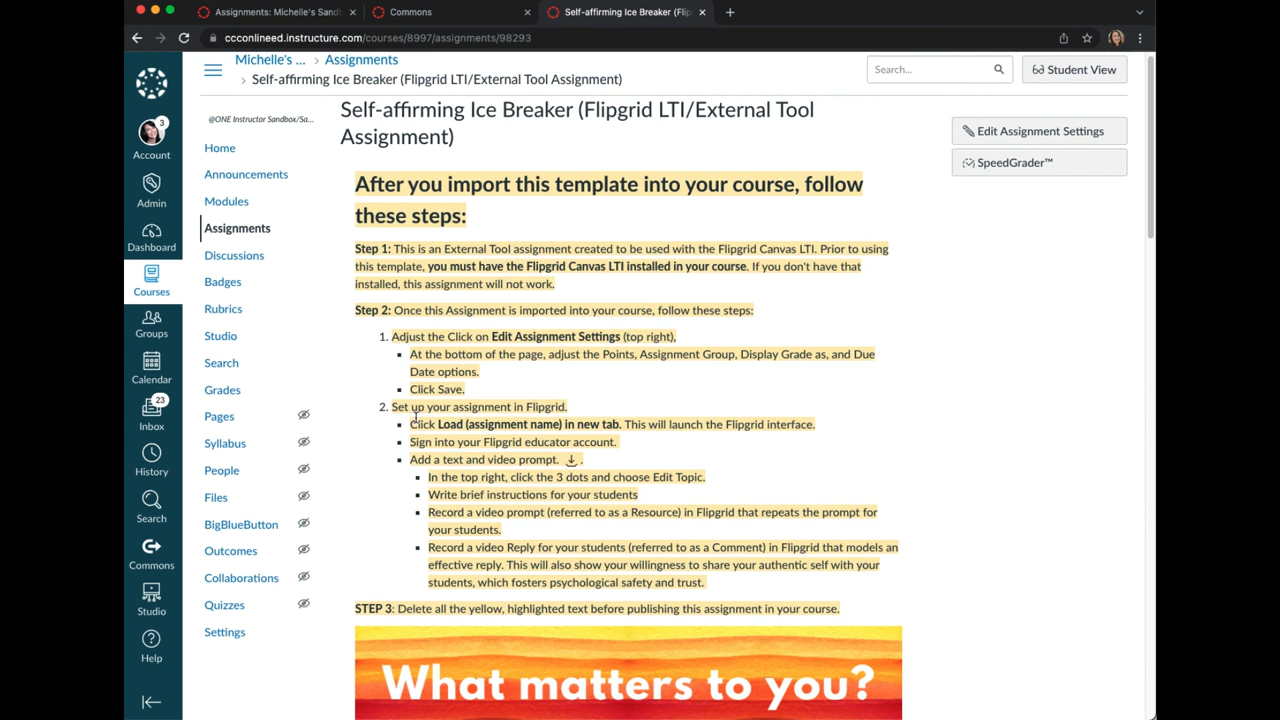 Assignments: Michelle's Sand
Commons
Self-affirming Ice Breaker (Flip
ccconlineed.instructure.com/courses/8997/assignments/98293
Michelle's ... > Assignments
> Self-affirming Ice Breaker (Flipgrid LTI/External Tool Assignment)
Search...
Student View
3
Account
Admin
Dashboard
Courses
Groups
Calendar
23
Inbox
History
Search
Commons
Studio
Help
@ONE Instructor Sandbox/Sa...
Home
Announcements
Modules
Assignments
Discussions
Badges
Rubrics
Studio
Search
Grades
Pages
Syllabus
People
Files
BigBlueButton
Outcomes
Collaborations
Quizzes
Settings
Self-affirming Ice Breaker (Flipgrid LTI/External Tool
Assignment)
Edit Assignment Settings
SpeedGrader™
After you import this template into your course, follow
these steps:
Step 1: This is an External Tool assignment created to be used with the Flipgrid Canvas LTI. Prior to using
this template, you must have the Flipgrid Canvas LTI installed in your course. If you don't have that
installed, this assignment will not work.
Step 2: Once this Assignment is imported into your course, follow these steps:
1. Adjust the Click on Edit Assignment Settings (top right),
At the bottom of the page, adjust the Points, Assignment Group, Display Grade as, and Due
Date options.
Click Save.
2. Set up your assignment in Flipgrid.
Click Load (assignment name) in new tab. This will launch the Flipgrid interface.
Sign into your Flipgrid educator account.
Add a text and video prompt. .
In the top right, click the 3 dots and choose Edit Topic.
Write brief instructions for your students
Record a video prompt (referred to as a Resource) in Flipgrid that repeats the prompt for
your students.
Record a video Reply for your students (referred to as a Comment) in Flipgrid that models an
effective reply. This will also show your willingness to share your authentic self with your
students, which fosters psychological safety and trust.
STEP 3: Delete all the yellow, highlighted text before publishing this assignment in your course.
What matters to you?